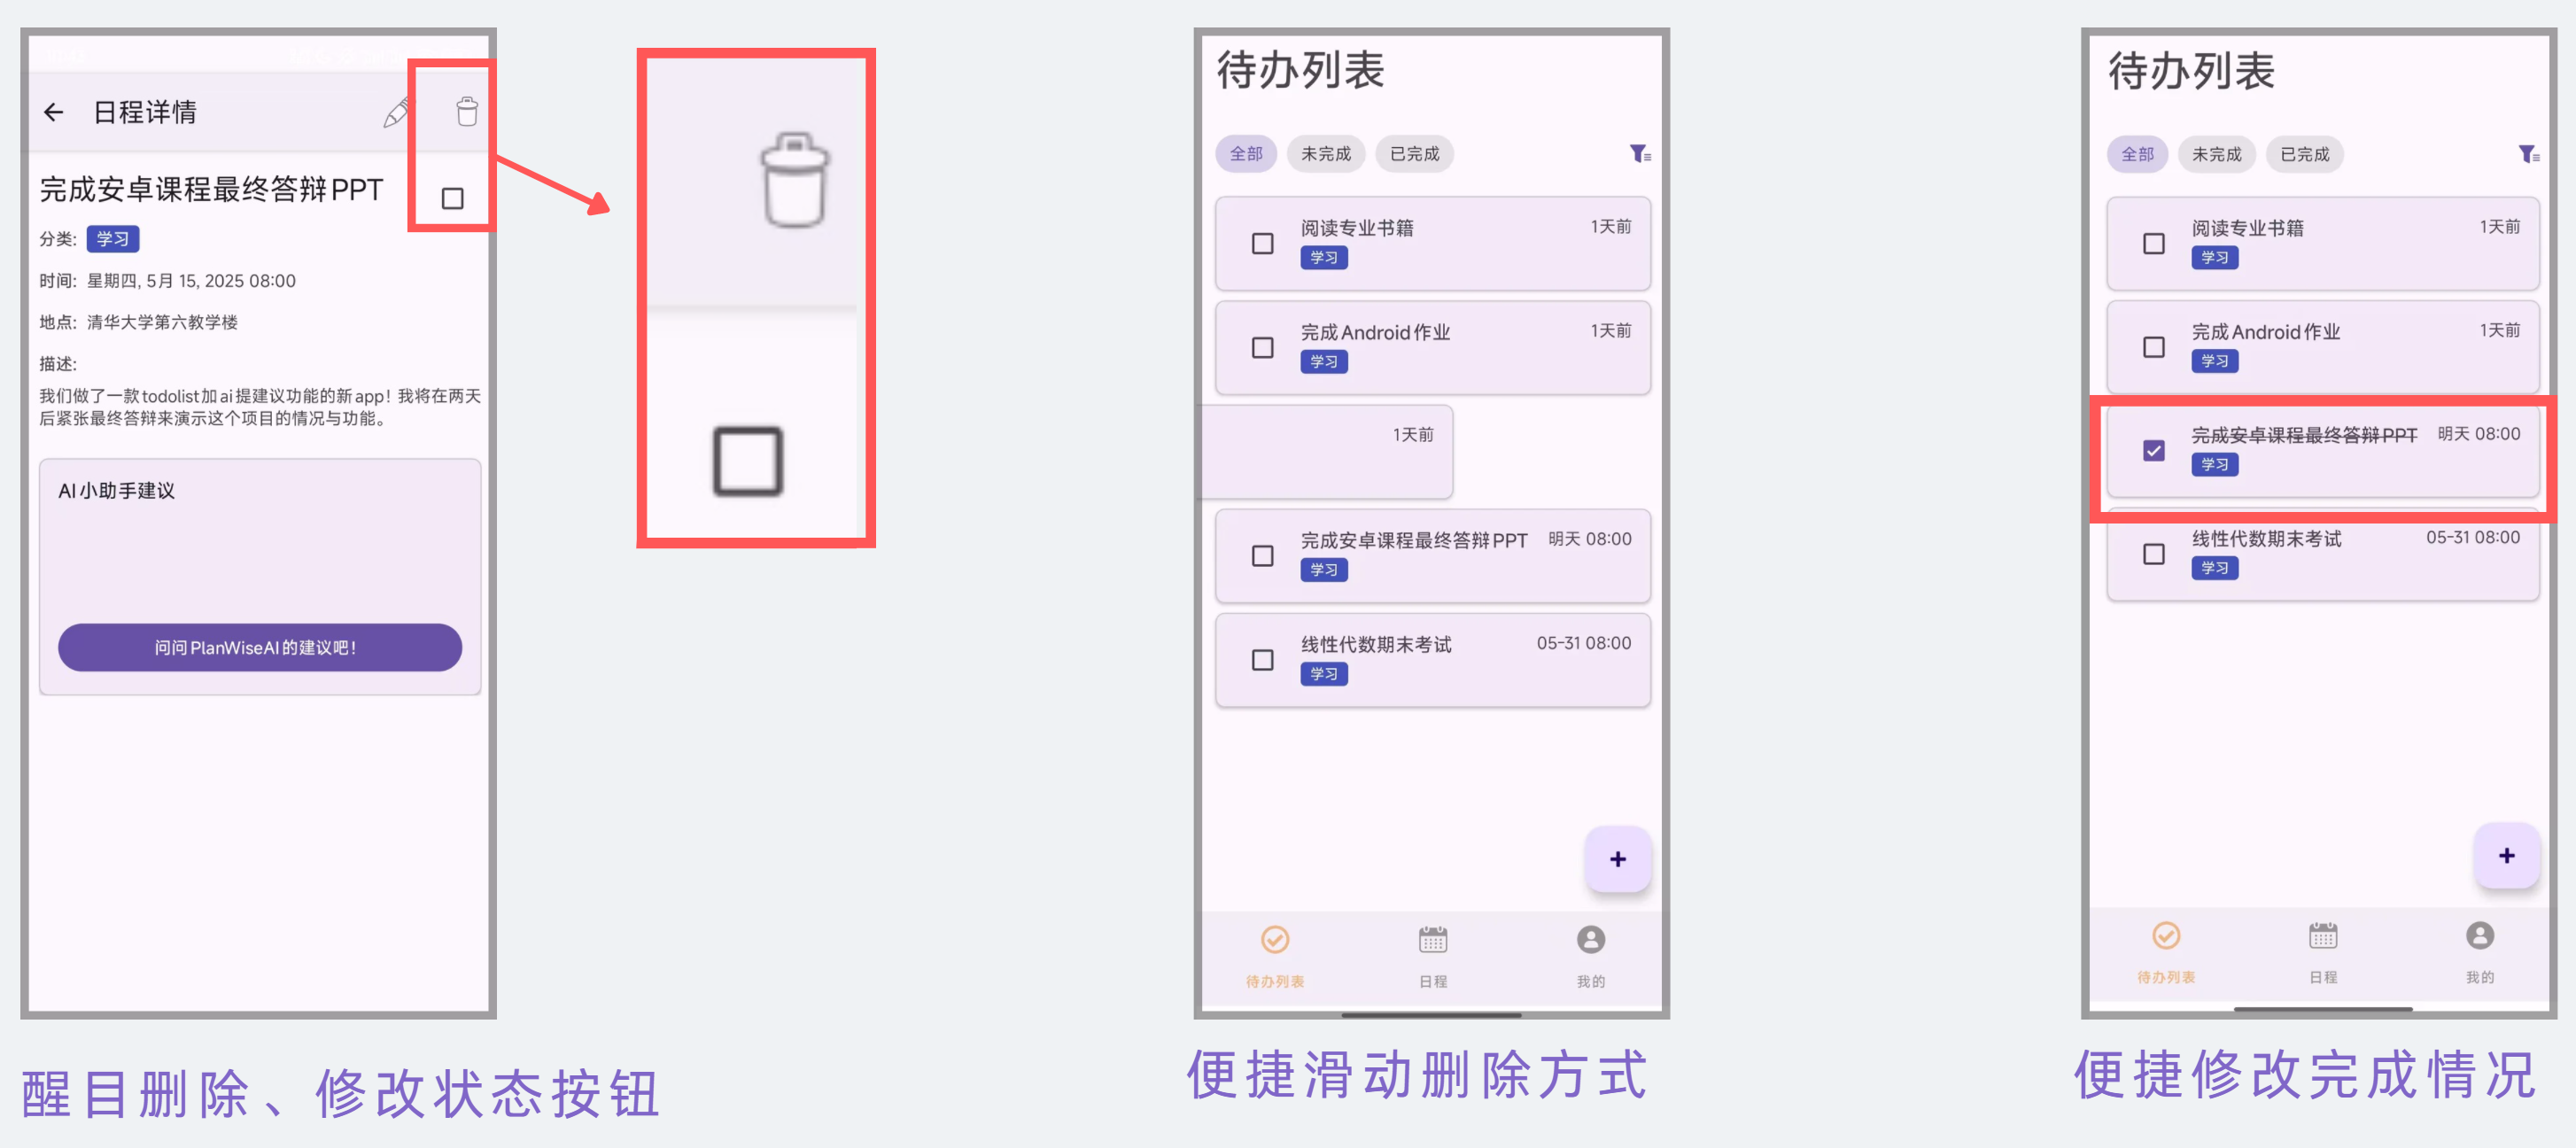 日程详情
完成安卓课程最终答辩PPT
分类: 学习
时间: 星期四, 5月 15, 2025 08:00
地点: 清华大学第六教学楼
描述:
我们做了一款todolist加ai提建议功能的新app! 我将在两天
后紧张最终答辩来演示这个项目的情况与功能。
AI小助手建议
问问PlanWiseAI的建议吧!
醒目删除、修改状态按钮
待办列表
全部 未完成 已完成
阅读专业书籍 1天前
学习
完成Android作业 1天前
学习
1天前
完成安卓课程最终答辩PPT 明天 08:00
学习
线性代数期末考试 05-31 08:00
学习
+
待办列表 日程 我的
便捷滑动删除方式
待办列表
全部 未完成 已完成
阅读专业书籍 1天前
学习
完成Android作业 1天前
学习
完成安卓课程最终答辩PPT 明天 08:00
学习
线性代数期末考试 05-31 08:00
学习
+
待办列表 日程 我的
便捷修改完成情况